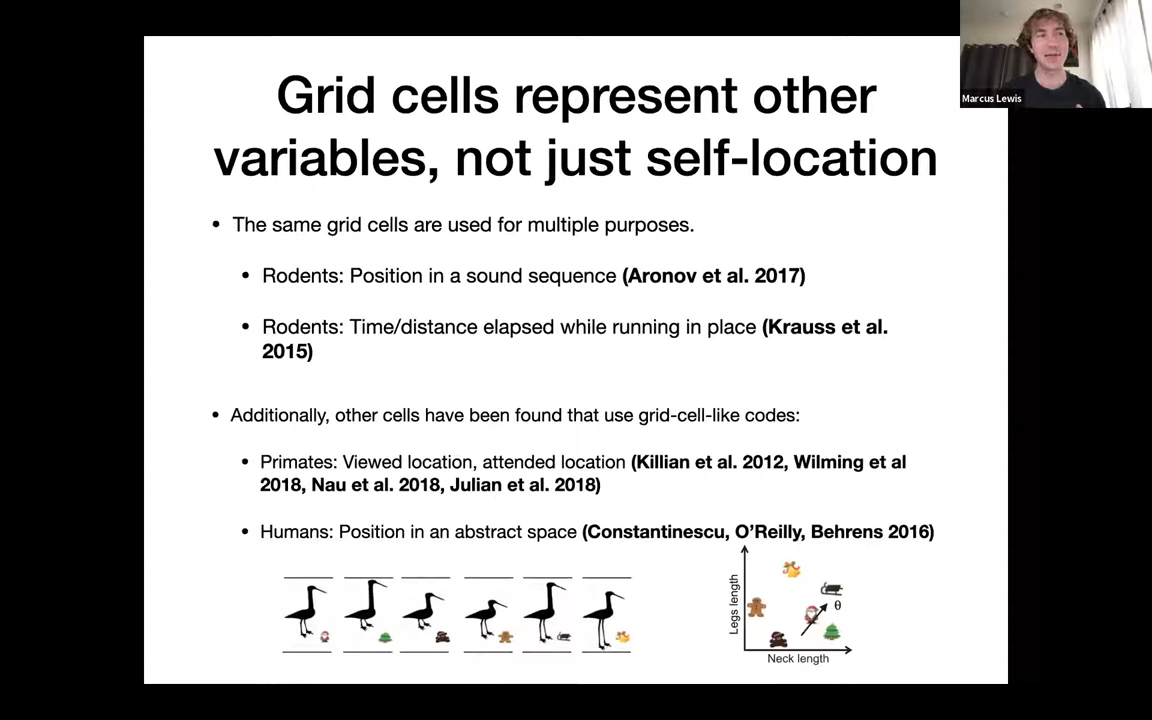 Marcus Lewis
Grid cells represent other
variables, not just self-location
• The same grid cells are used for multiple purposes.
• Rodents: Position in a sound sequence (Aronov et al. 2017)
• Rodents: Time/distance elapsed while running in place (Krauss et al.
2015)
• Additionally, other cells have been found that use grid-cell-like codes:
• Primates: Viewed location, attended location (Killian et al. 2012, Wilming et al
2018, Nau et al. 2018, Julian et al. 2018)
• Humans: Position in an abstract space (Constantinescu, O’Reilly, Behrens 2016)
Legs length
θ
Neck length